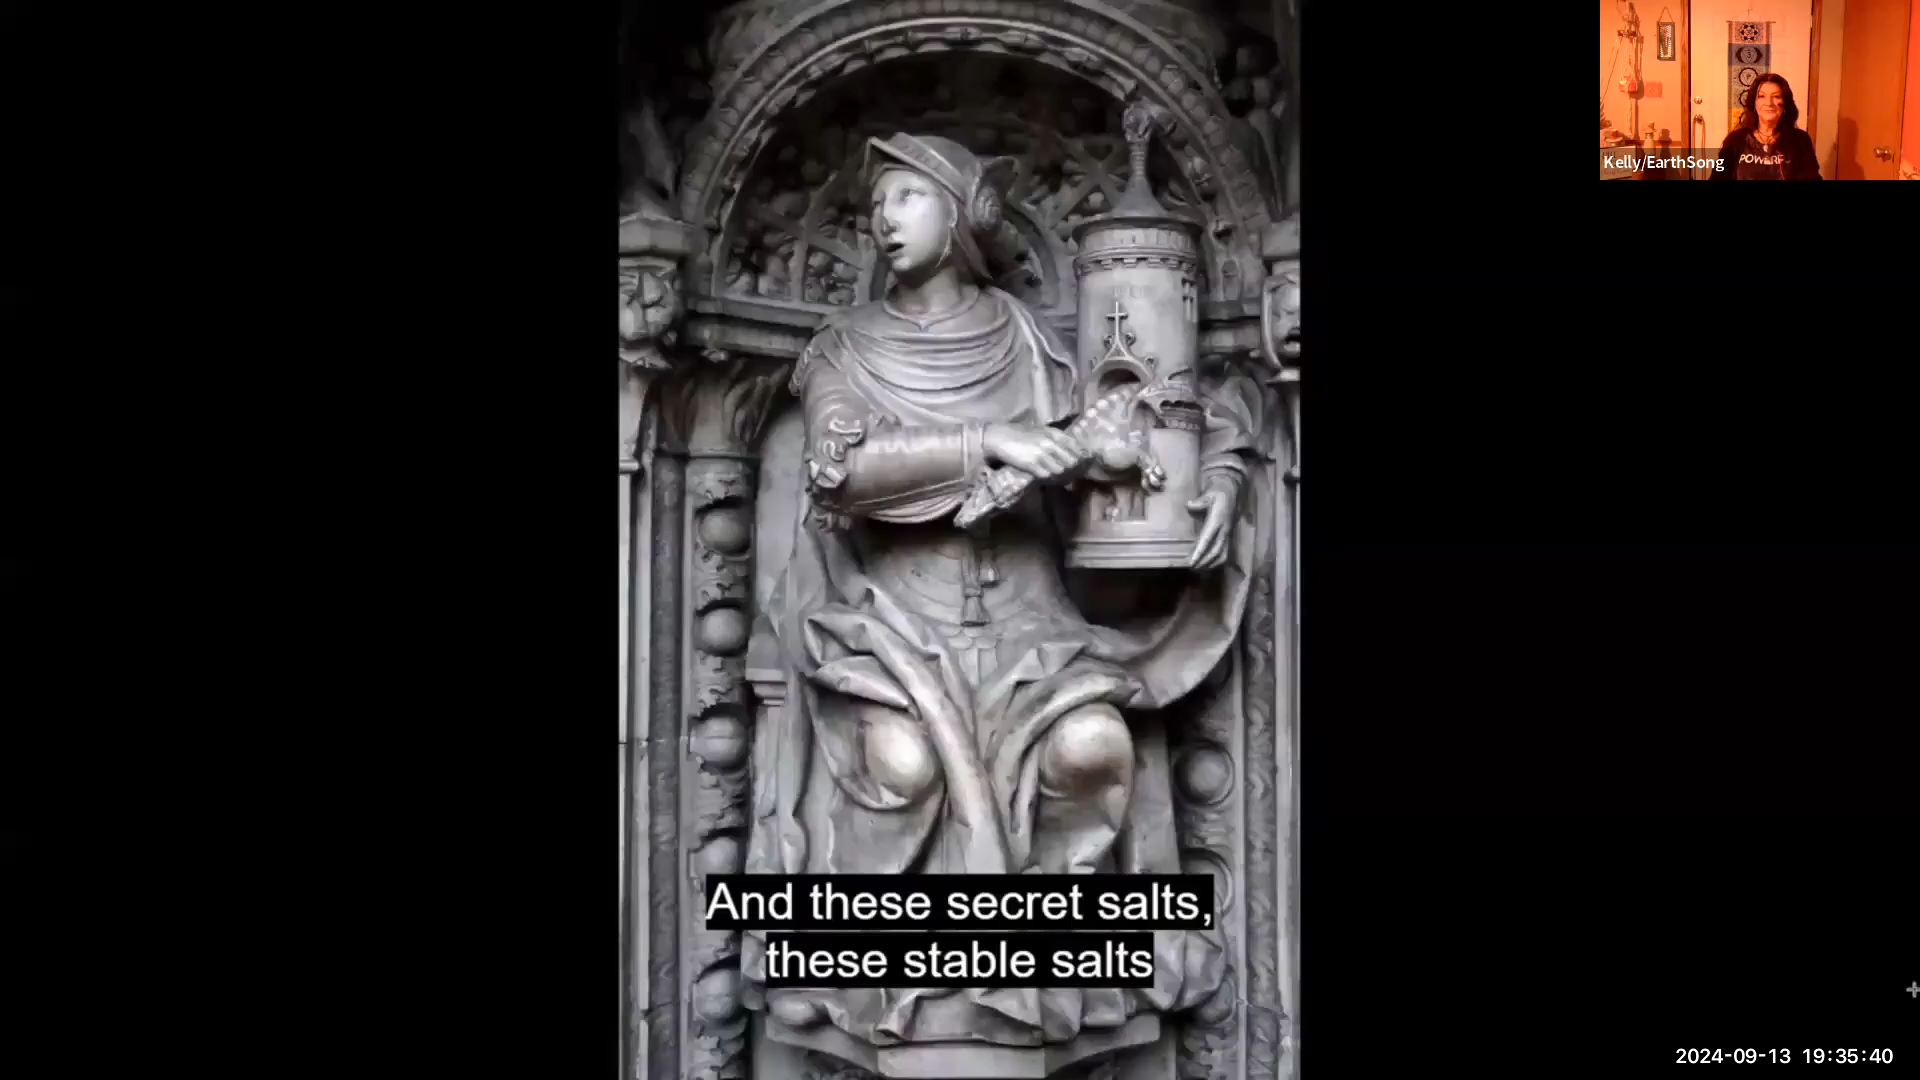 Kelly/EarthSong
And these secret salts,
these stable salts
2024-09-13 19:35:40